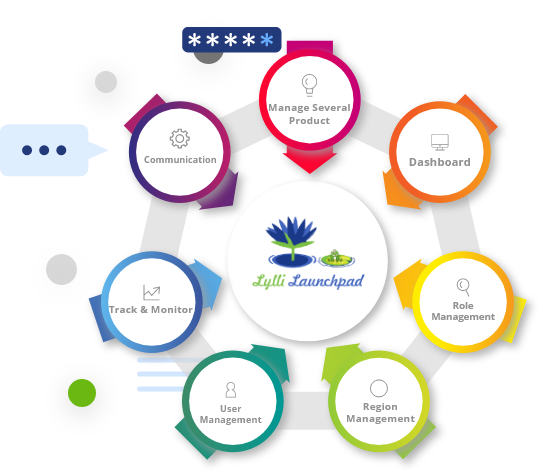 *****
Manage Several
Product
Communication
Dashboard
Lylli Launchpad
Track & Monitor
Role
Management
User
Management
Region
Management